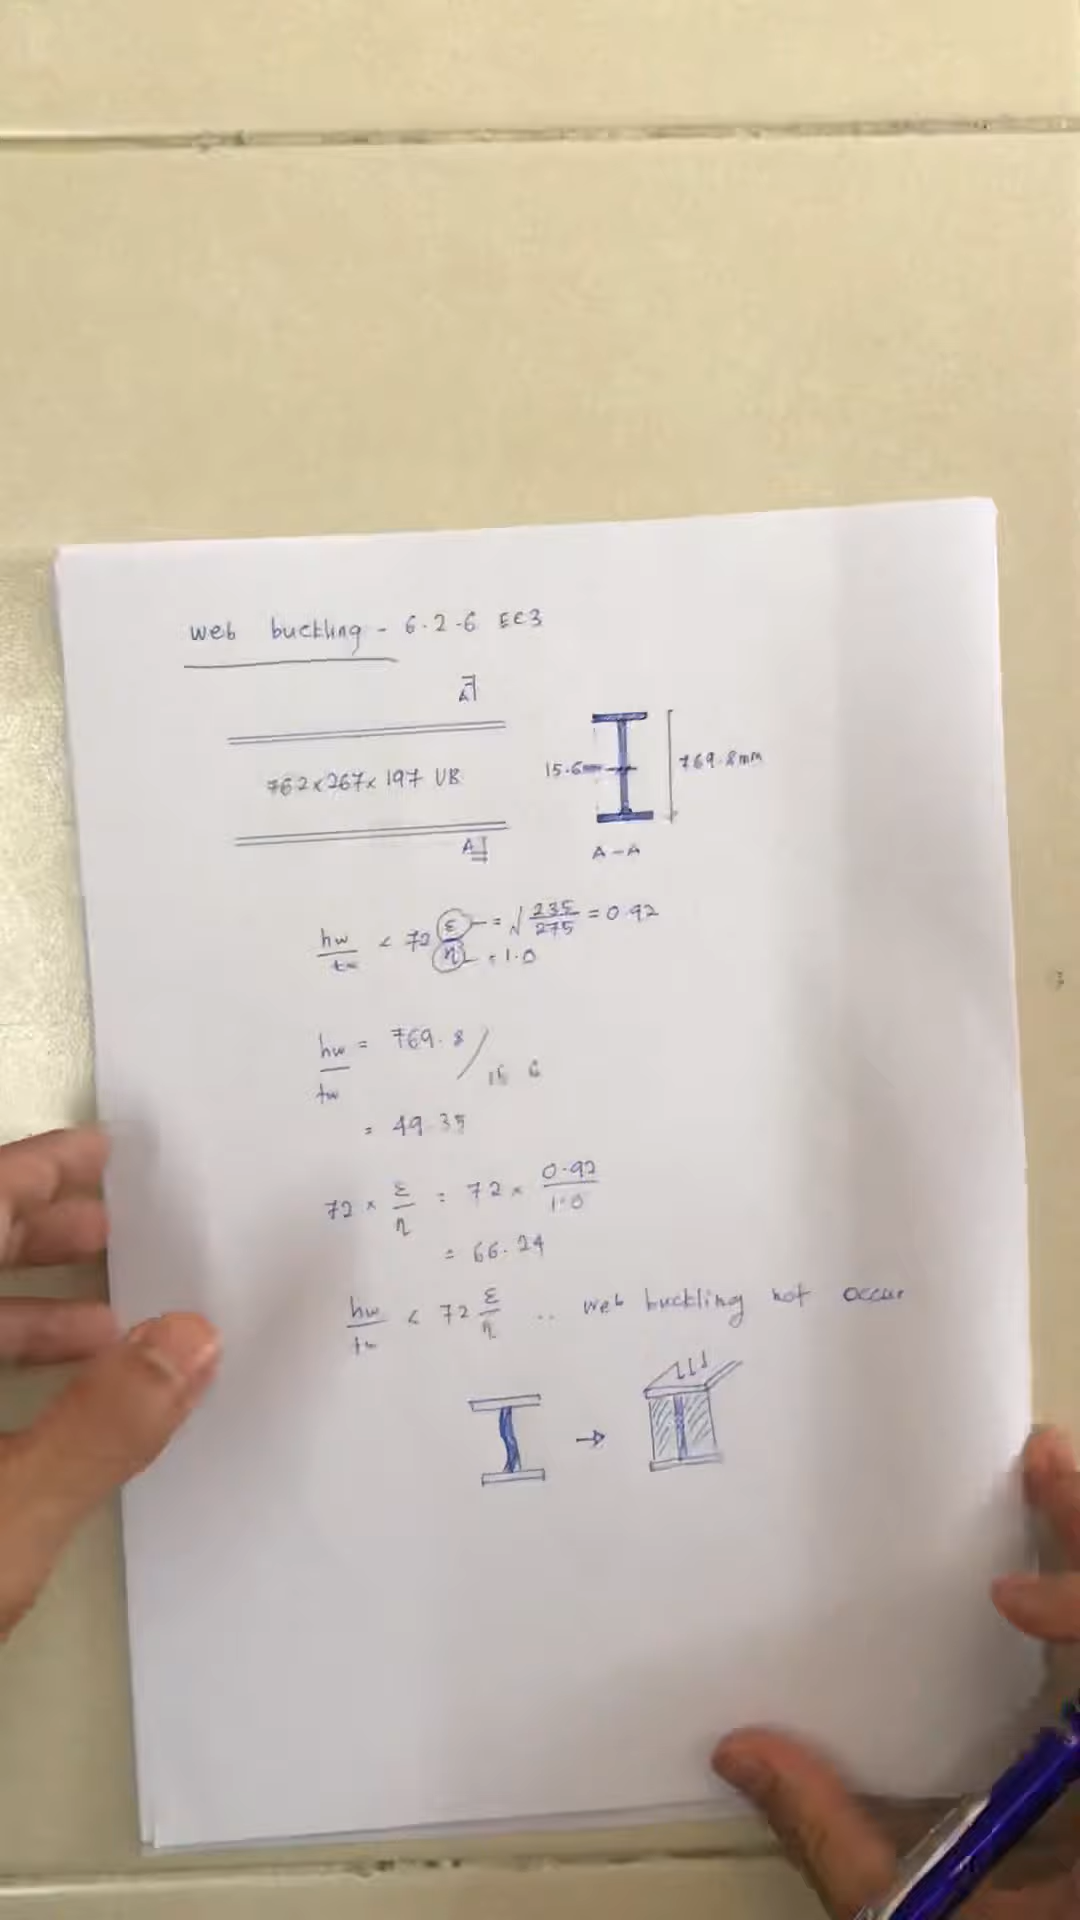 web buckling - 6.2.6 EC3
A
762x267x197 UB
15.6
769.8mm
A
A-A
hw/tw < 72 ε/η
ε = √(235/275) = 0.92
η = 1.0
hw/tw = 769.8/15 6
= 49.35
72 x ε/η = 72 x 0.92/1.0
= 66.24
hw/tw < 72 ε/η ∴ web buckling not occur